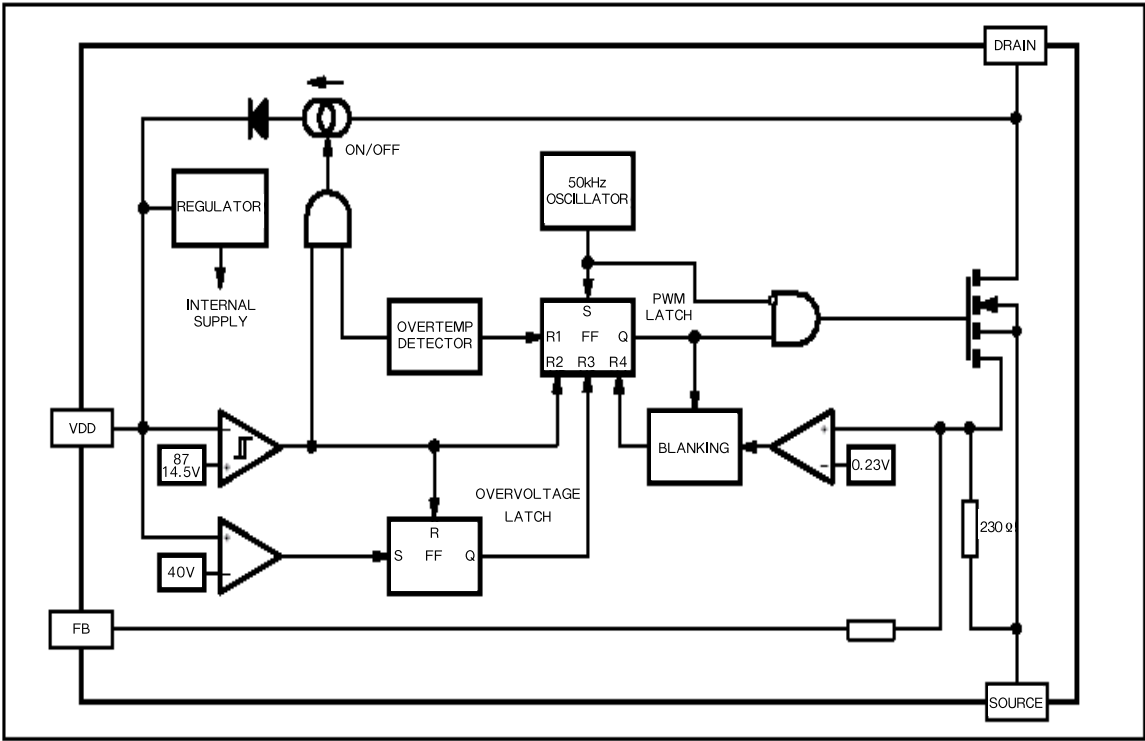 DRAIN
ON/OFF
50kHz
OSCILLATOR
REGULATOR
INTERNAL
SUPPLY
PWM
LATCH
OVERTEMP
DETECTOR
S
R1 FF Q
R2 R3 R4
VDD
87
14.5V
−
+
BLANKING
+
−
0.23V
OVERVOLTAGE
LATCH
R
S FF Q
230Ω
+
−
40V
FB
SOURCE